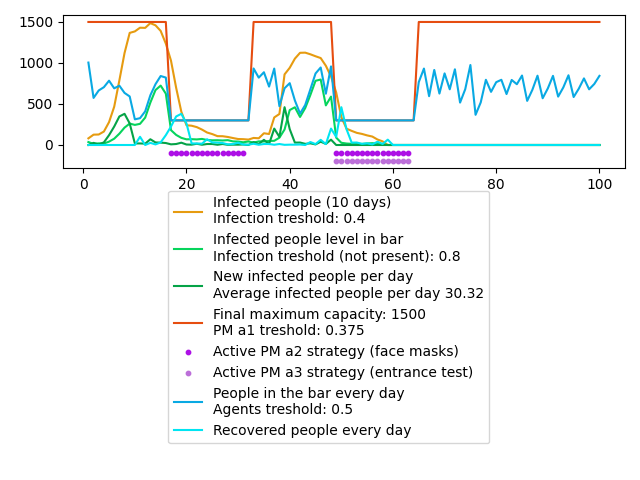 1500
1000
500
0
0
20
40
60
80
100
Infected people (10 days)
Infection treshold: 0.4
Infected people level in bar
Infection treshold (not present): 0.8
New infected people per day
Average infected people per day 30.32
Final maximum capacity: 1500
PM a1 treshold: 0.375
Active PM a2 strategy (face masks)
Active PM a3 strategy (entrance test)
People in the bar every day
Agents treshold: 0.5
Recovered people every day